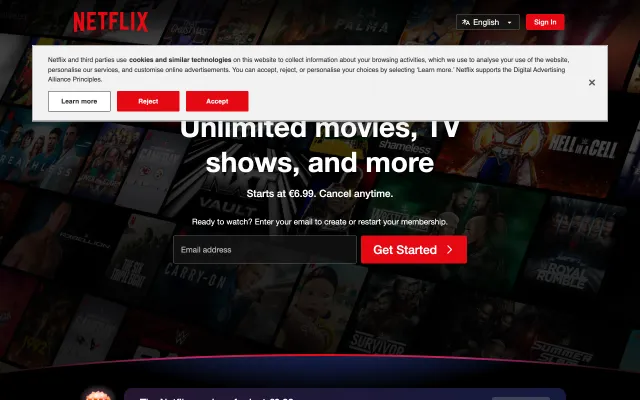 NETFLIX
English
Sign In
Netflix and third parties use cookies and similar technologies on this website to collect information about your browsing activities, which we use to analyse your use of the website,
personalise our services, and customise online advertisements. You can accept, reject, or personalise your choices by selecting 'Learn more.' Netflix supports the Digital Advertising
Alliance Principles.
Learn more
Reject
Accept
Unlimited movies, TV
shows, and more
Starts at €6.99. Cancel anytime.
Ready to watch? Enter your email to create or restart your membership.
Email address
Get Started
PALMA
shameless
HELL IN A CELL
CARRY-ON
ROYAL
RUMBLE
SURVIVOR